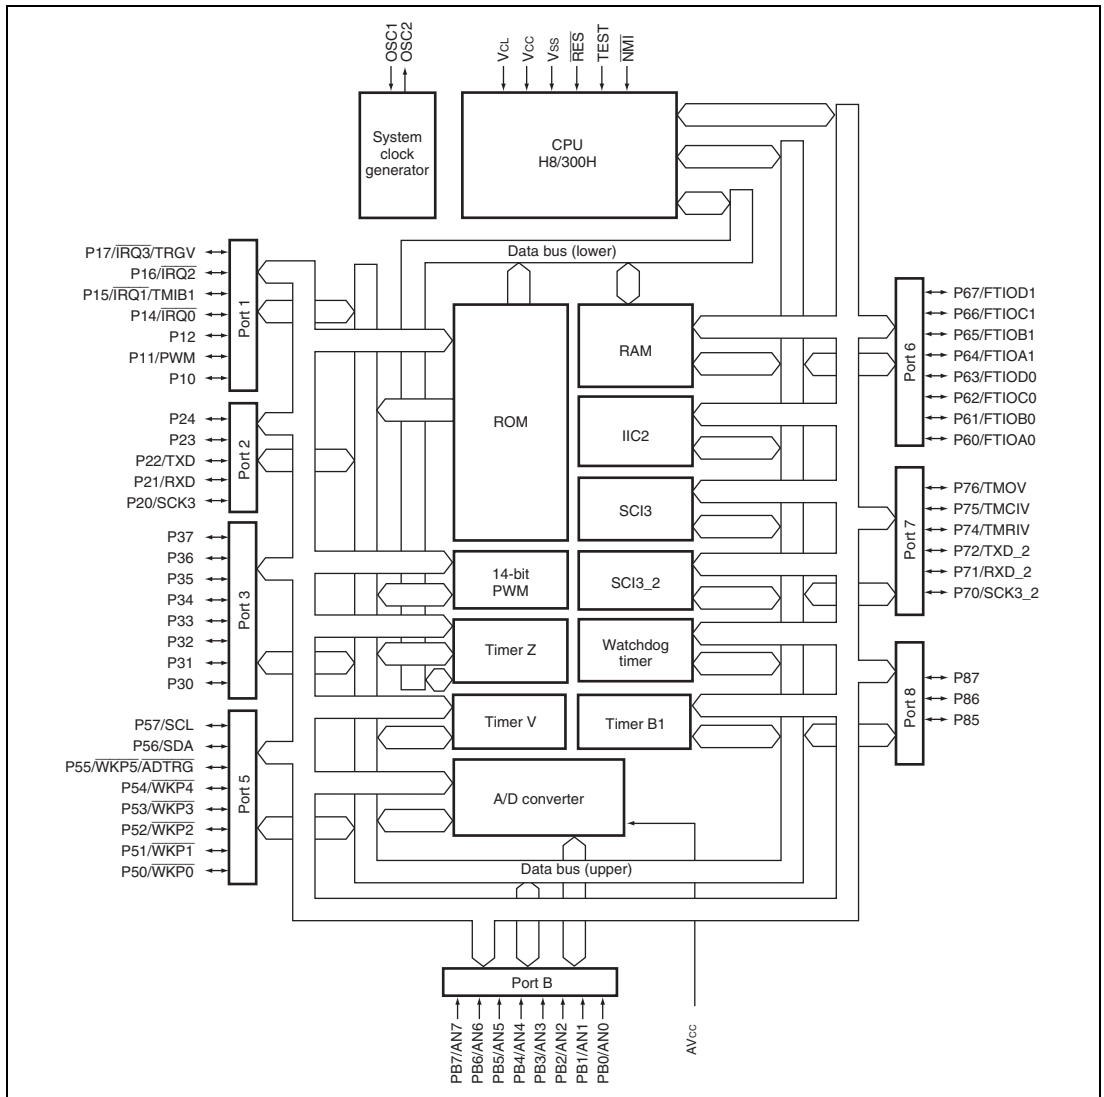 OSC1
OSC2
VCL
VCC
VSS
RES
TEST
NMI
System
clock
generator
CPU
H8/300H
Data bus (lower)
P17/IRQ3/TRGV
P16/IRQ2
P15/IRQ1/TMIB1
P14/IRQ0
P12
P11/PWM
P10
Port 1
P24
P23
P22/TXD
P21/RXD
P20/SCK3
Port 2
P37
P36
P35
P34
P33
P32
P31
P30
Port 3
P57/SCL
P56/SDA
P55/WKP5/ADTRG
P54/WKP4
P53/WKP3
P52/WKP2
P51/WKP1
P50/WKP0
Port 5
ROM
RAM
IIC2
SCI3
14-bit
PWM
SCI3_2
Timer Z
Watchdog
timer
Timer V
Timer B1
A/D converter
Port 6
P67/FTIOD1
P66/FTIOC1
P65/FTIOB1
P64/FTIOA1
P63/FTIOD0
P62/FTIOC0
P61/FTIOB0
P60/FTIOA0
Port 7
P76/TMOV
P75/TMCIV
P74/TMRIV
P72/TXD_2
P71/RXD_2
P70/SCK3_2
Port 8
P87
P86
P85
Data bus (upper)
Port B
PB7/AN7
PB6/AN6
PB5/AN5
PB4/AN4
PB3/AN3
PB2/AN2
PB1/AN1
PB0/AN0
AVCC